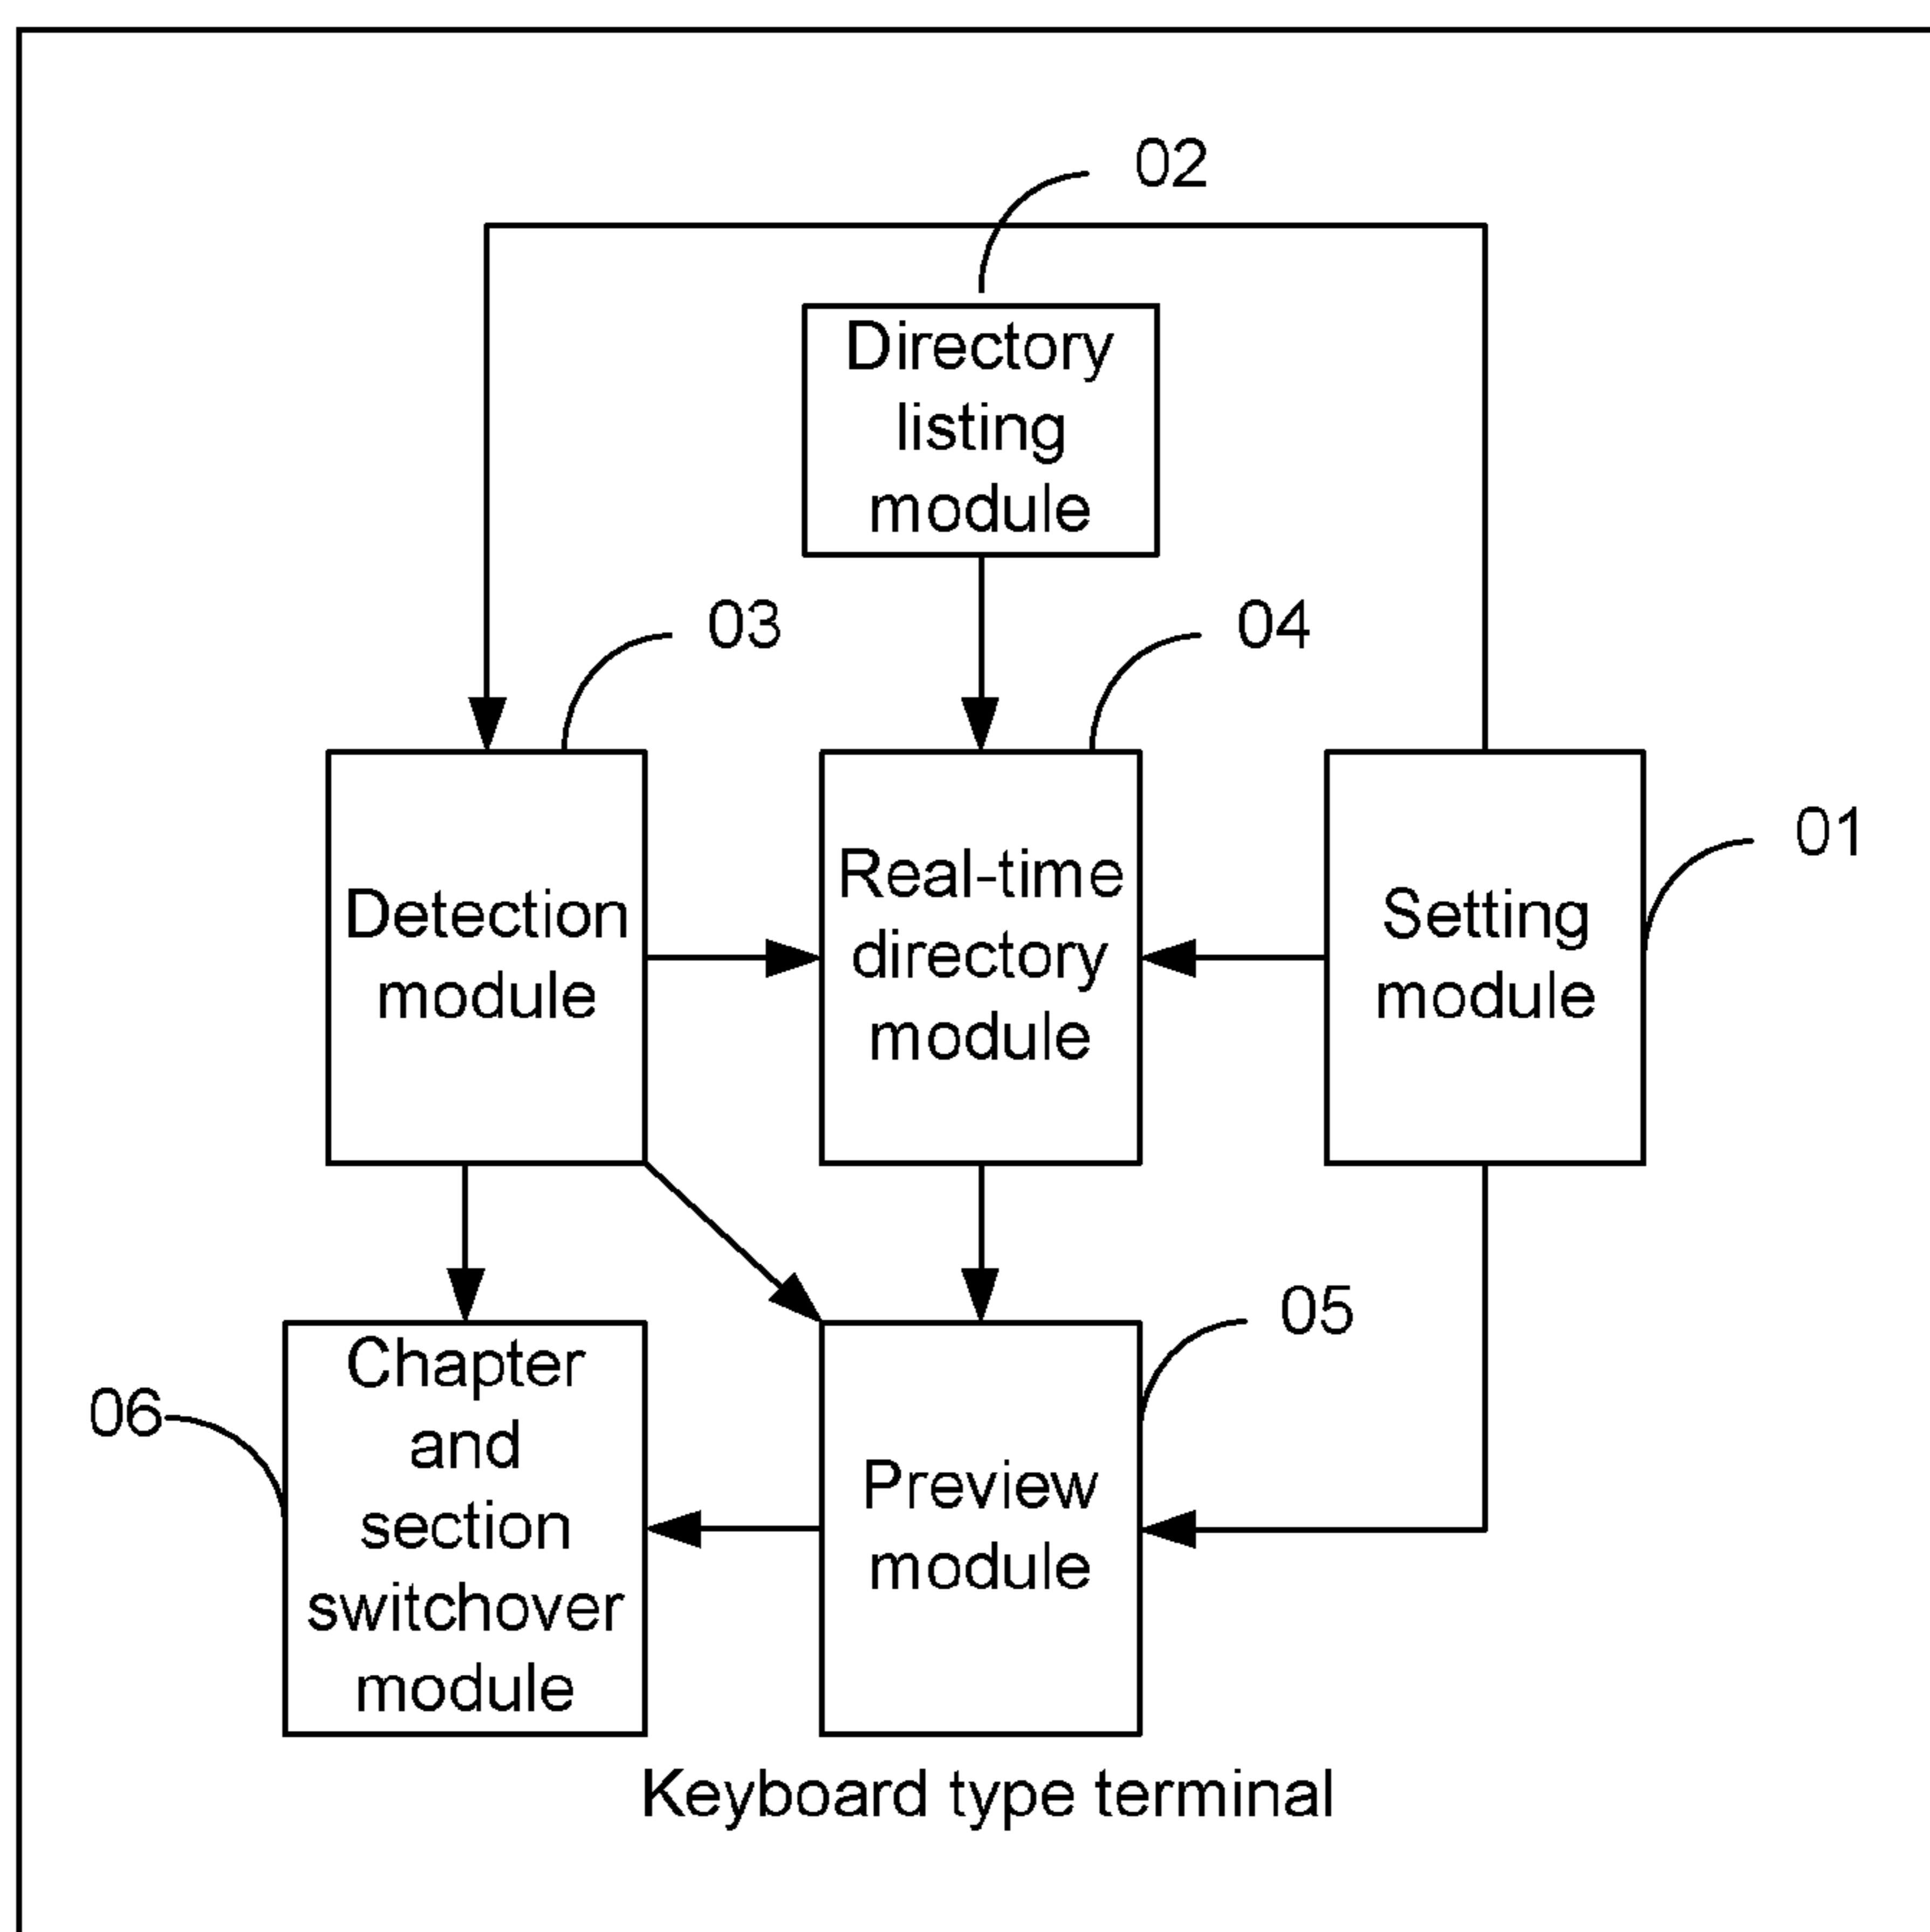 02
Directory
listing
module
03
04
01
Detection
module
Real-time
directory
module
Setting
module
05
06
Chapter
and
section
switchover
module
Preview
module
Keyboard type terminal